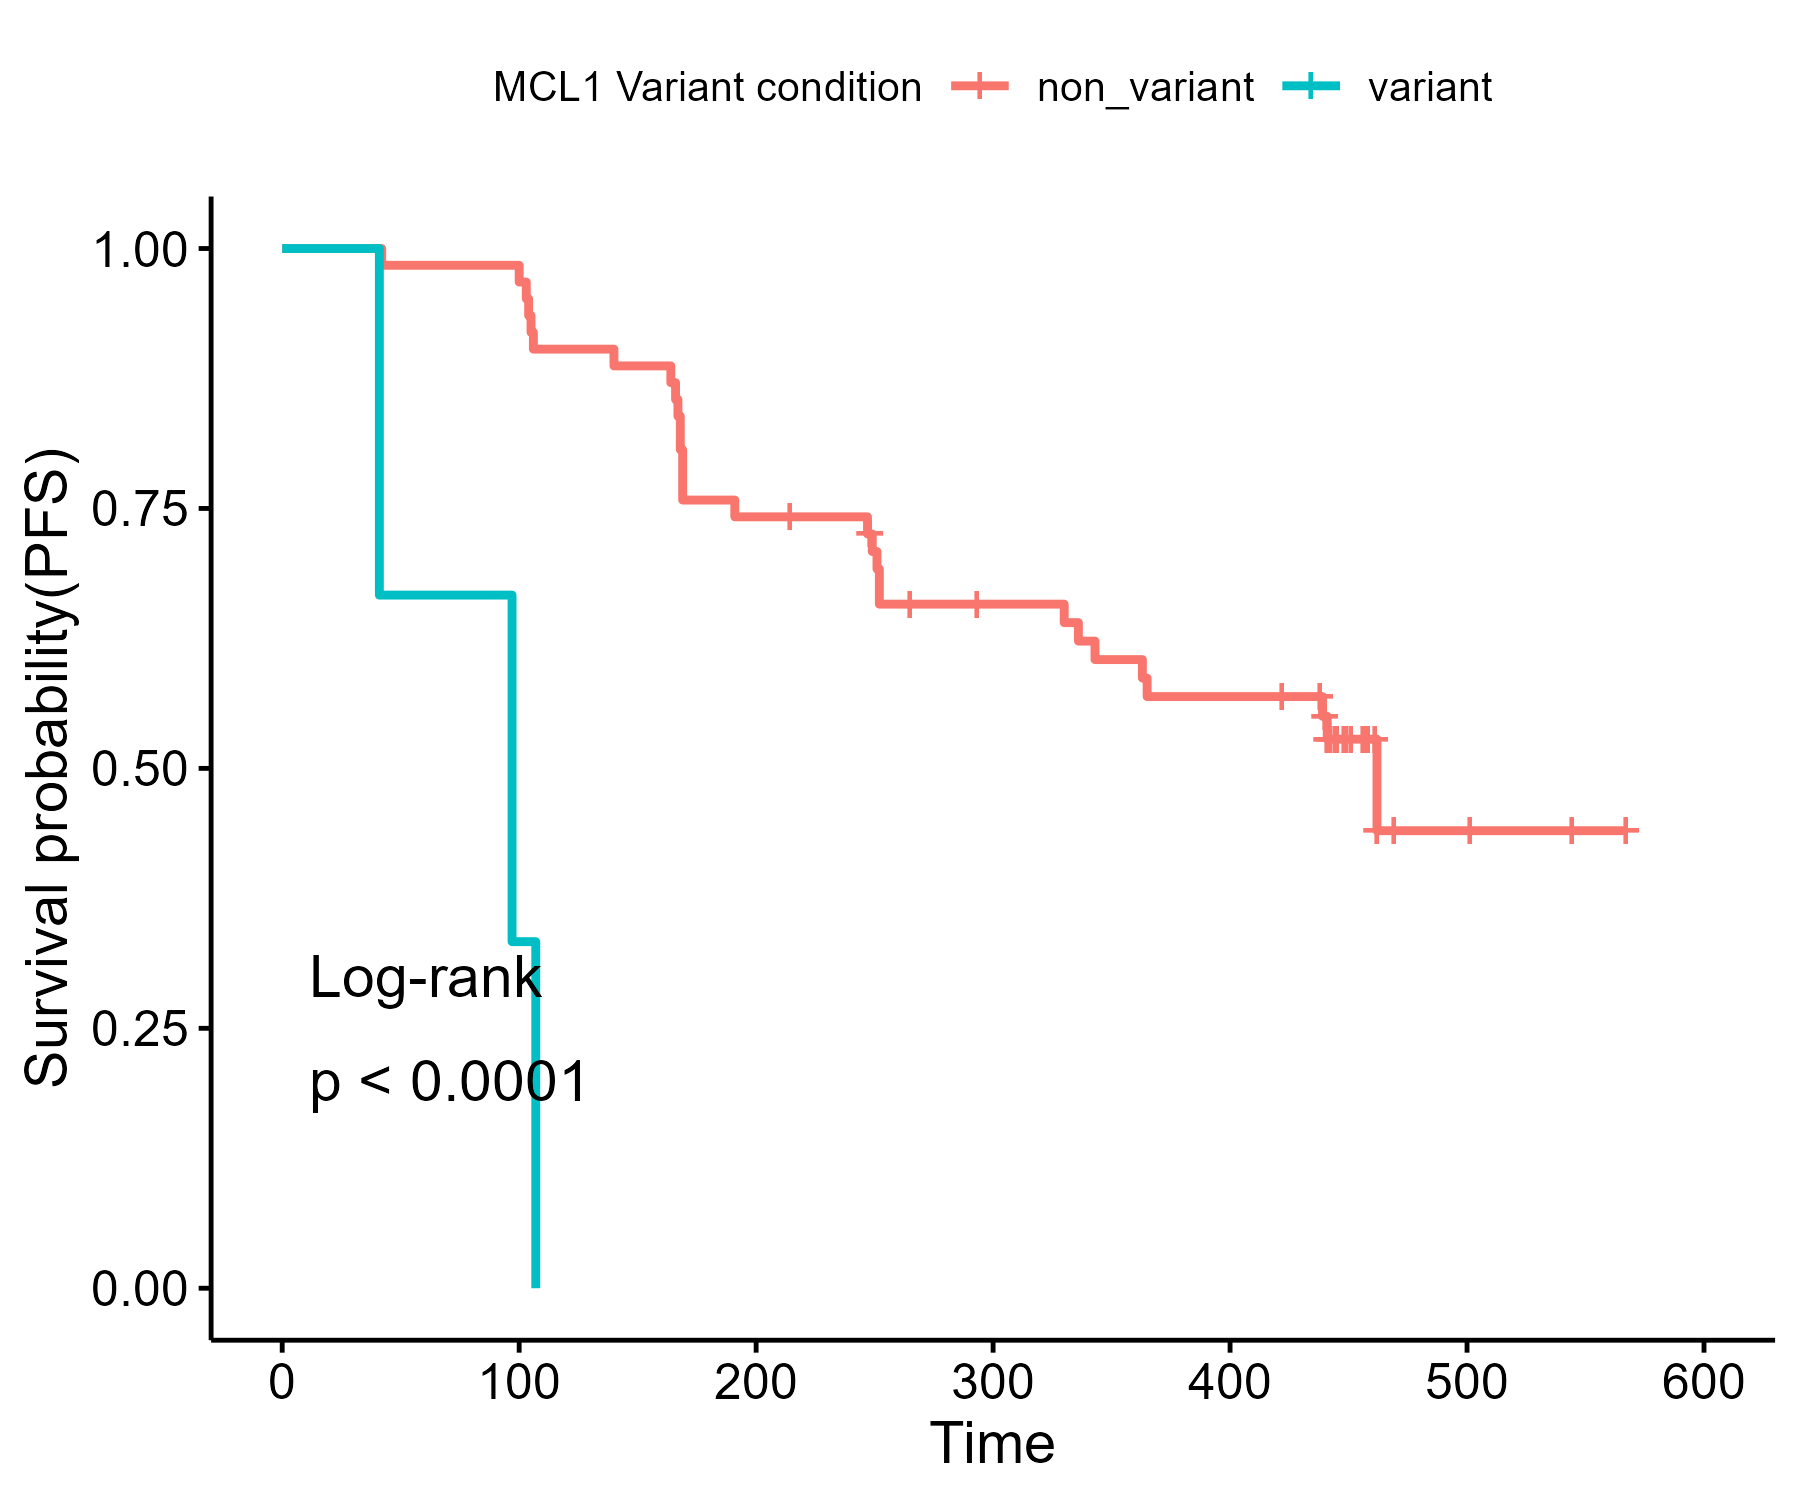 MCL1 Variant condition non_variant variant
Survival probability(PFS)
1.00
0.75
0.50
0.25
0.00
Log-rank
p < 0.0001
0 100 200 300 400 500 600
Time